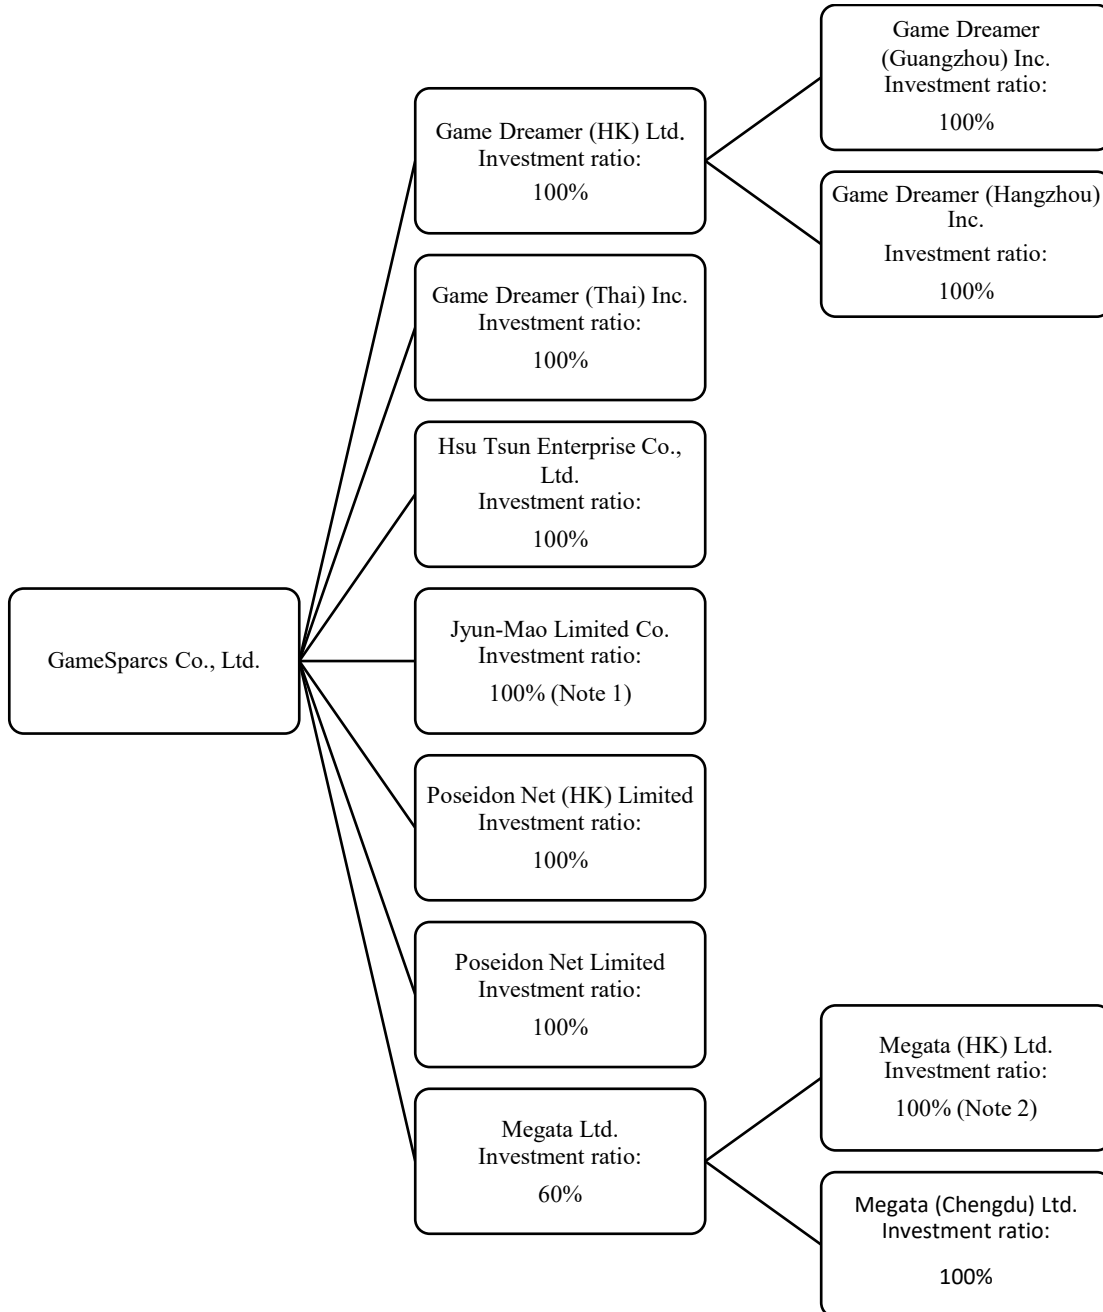 GameSparcs Co., Ltd.
Game Dreamer (HK) Ltd.
Investment ratio:
100%
Game Dreamer
(Guangzhou) Inc.
Investment ratio:
100%
Game Dreamer (Hangzhou)
Inc.
Investment ratio:
100%
Game Dreamer (Thai) Inc.
Investment ratio:
100%
Hsu Tsun Enterprise Co.,
Ltd.
Investment ratio:
100%
Jyun-Mao Limited Co.
Investment ratio:
100% (Note 1)
Poseidon Net (HK) Limited
Investment ratio:
100%
Poseidon Net Limited
Investment ratio:
100%
Megata Ltd.
Investment ratio:
60%
Megata (HK) Ltd.
Investment ratio:
100% (Note 2)
Megata (Chengdu) Ltd.
Investment ratio:
100%